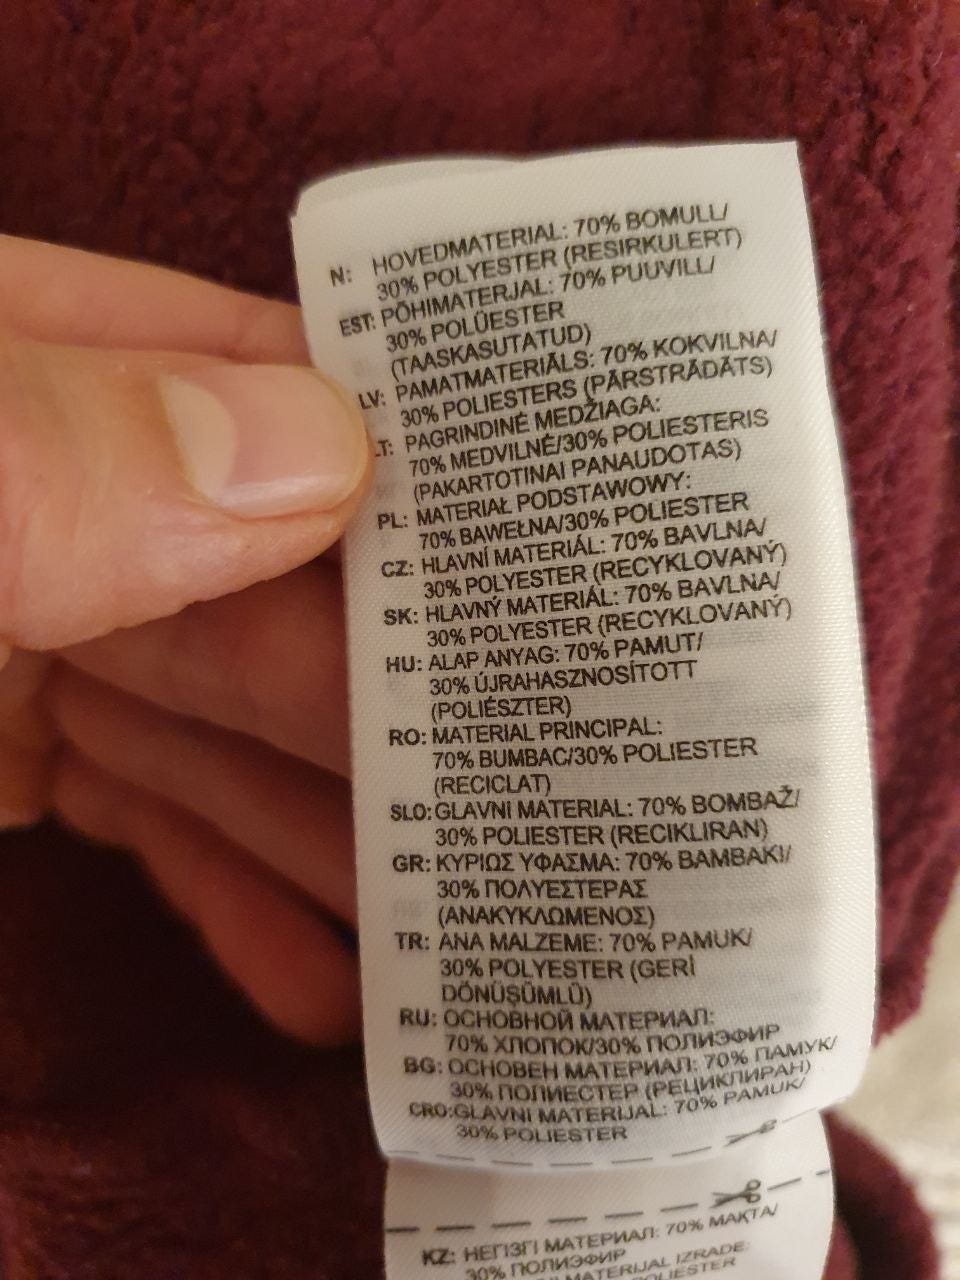 N: HOVEDMATERIAL: 70% BOMULL/
30% POLYESTER (RESIRKULERT)
EST: PÕHIMATERJAL: 70% PUUVILL/
30% POLÜESTER
(TAASKASUTATUD)
LV: PAMATMATERIĀLS: 70% KOKVILNA/
30% POLIESTERS (PĀRSTRĀDĀTS)
LT: PAGRINDINĖ MEDŽIAGA:
70% MEDVILNĖ/30% POLIESTERIS
(PAKARTOTINAI PANAUDOTAS)
PL: MATERIAŁ PODSTAWOWY:
70% BAWEŁNA/30% POLIESTER
CZ: HLAVNÍ MATERIÁL: 70% BAVLNA/
30% POLYESTER (RECYKLOVANÝ)
SK: HLAVNÝ MATERIÁL: 70% BAVLNA/
30% POLYESTER (RECYKLOVANÝ)
HU: ALAP ANYAG: 70% PAMUT/
30% ÚJRAHASZNOSÍTOTT
(POLIÉSZTER)
RO: MATERIAL PRINCIPAL:
70% BUMBAC/30% POLIESTER
(RECICLAT)
SLO: GLAVNI MATERIAL: 70% BOMBAŽ/
30% POLIESTER (RECIKLIRAN)
GR: ΚΥΡΙΩΣ ΥΦΑΣΜΑ: 70% ΒΑΜΒΑΚΙ/
30% ΠΟΛΥΕΣΤΕΡΑΣ
(ΑΝΑΚΥΚΛΩΜΕΝΟΣ)
TR: ANA MALZEME: 70% PAMUK/
30% POLYESTER (GERİ
DÖNÜŞÜMLÜ)
RU: ОСНОВНОЙ МАТЕРИАЛ:
70% ХЛОПОК/30% ПОЛИЭФИР
BG: ОСНОВЕН МАТЕРИАЛ: 70% ПАМУК/
30% ПОЛИЕСТЕР (РЕЦИКЛИРАН)
CRO: GLAVNI MATERIJAL: 70% PAMUK/
30% POLIESTER
KZ: НЕГІЗГІ МАТЕРИАЛ: 70% МАҚТА/
30% ПОЛИЭФИР
MATERIJAL IZRADE:
POLIESTER